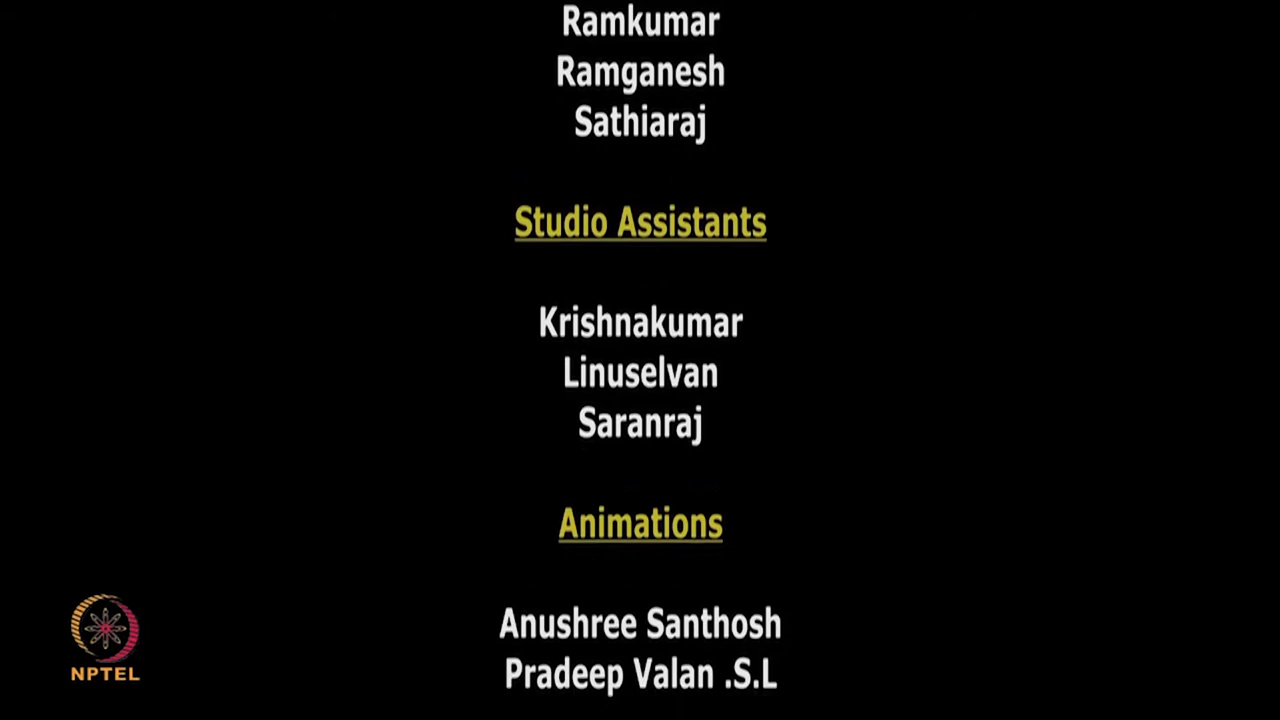 Ramkumar
Ramganesh
Sathiaraj
Studio Assistants
Krishnakumar
Linuselvan
Saranraj
Animations
Anushree Santhosh
Pradeep Valan .S.L
NPTEL